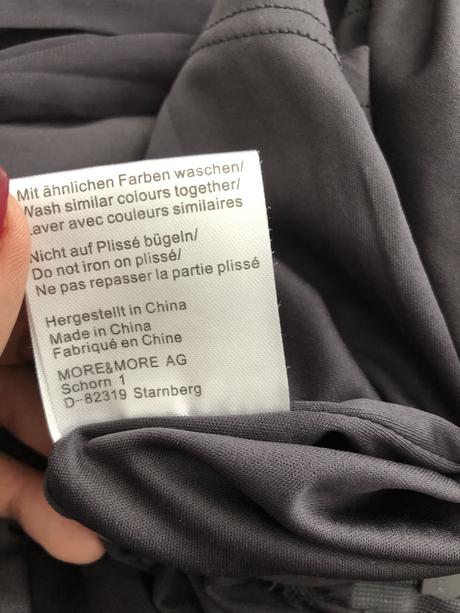 Mit ähnlichen Farben waschen/
Wash similar colours together/
Laver avec couleurs similaires
Nicht auf Plissé bügeln/
Do not iron on plissé/
Ne pas repasser la partie plissé
Hergestellt in China
Made in China
Fabriqué en Chine
MORE&MORE AG
Schorn 1
D-82319 Starnberg